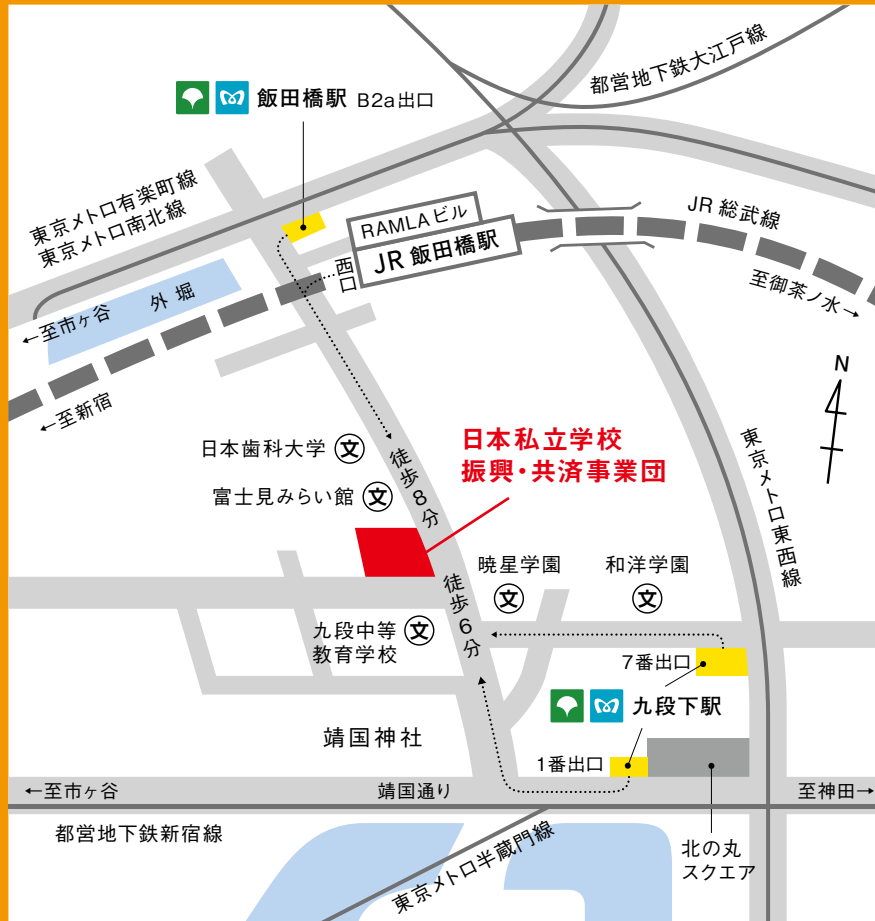 都営地下鉄大江戸線
飯田橋駅 B2a出口
東京メトロ有楽町線
東京メトロ南北線
RAMLAビル
JR 飯田橋駅
西口
JR 総武線
至御茶ノ水→
外堀
←至市ヶ谷
←至新宿
N
日本歯科大学 文
富士見みらい館 文
徒歩8分
日本私立学校
振興・共済事業団
東京メトロ東西線
暁星学園
文
和洋学園
文
徒歩6分
九段中等
教育学校
文
7番出口
九段下駅
靖国神社
1番出口
←至市ヶ谷
靖国通り
至神田→
都営地下鉄新宿線
東京メトロ半蔵門線
北の丸
スクエア